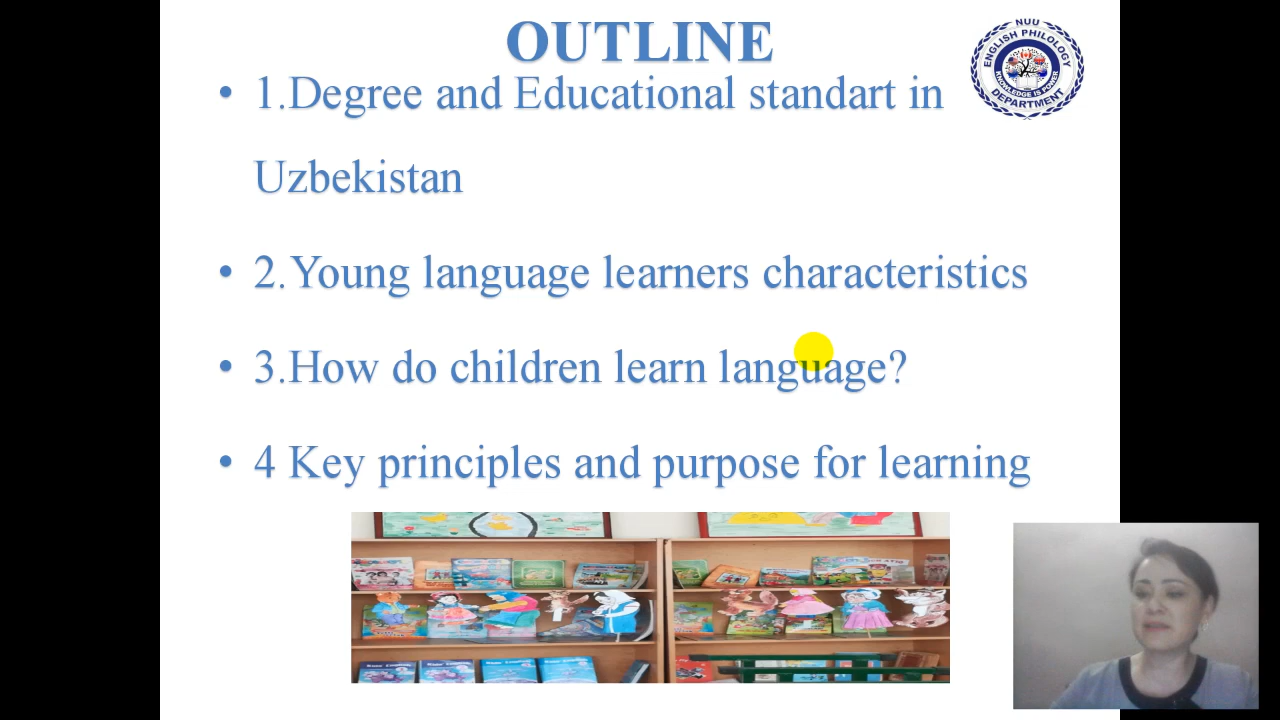 OUTLINE
NUU
ENGLISH PHILOLOGY
KNOWLEDGE IS POWER
DEPARTMENT
• 1.Degree and Educational standart in
Uzbekistan
• 2.Young language learners characteristics
• 3.How do children learn language?
• 4 Key principles and purpose for learning